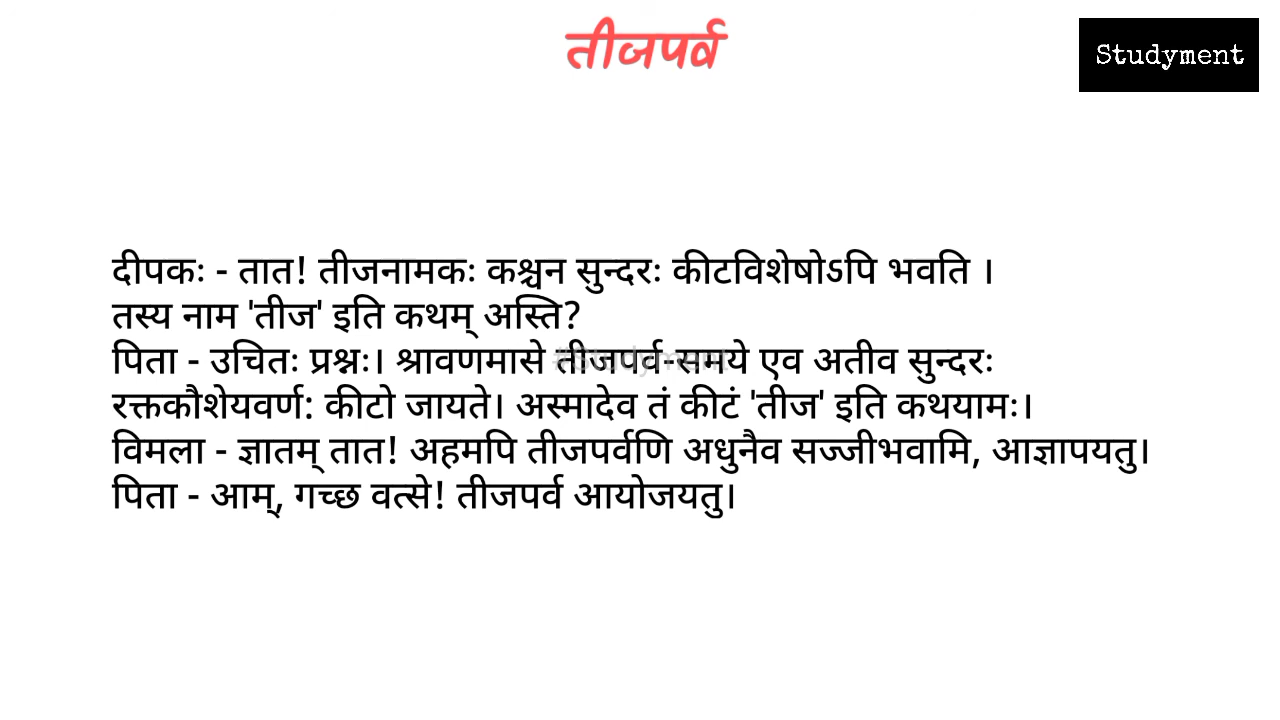 तीजपर्व
Studyment
दीपकः - तात! तीजनामकः कश्चन सुन्दरः कीटविशेषोऽपि भवति ।
तस्य नाम 'तीज' इति कथम् अस्ति?
पिता - उचितः प्रश्नः। श्रावणमासे तीजपर्व-समये एव अतीव सुन्दरः
#Studyment
रक्तकौशेयवर्ण: कीटो जायते। अस्मादेव तं कीटं 'तीज' इति कथयामः।
विमला - ज्ञातम् तात! अहमपि तीजपर्वणि अधुनैव सज्जीभवामि, आज्ञापयतु।
पिता - आम्, गच्छ वत्से! तीजपर्व आयोजयतु।